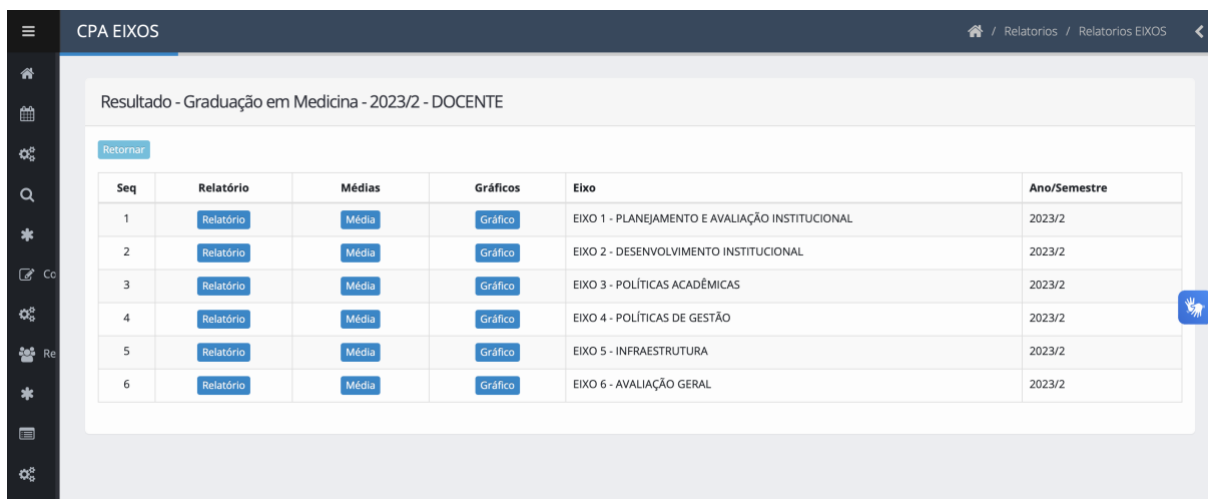 CPA EIXOS
/ Relatorios / Relatorios EIXOS
Resultado - Graduação em Medicina - 2023/2 - DOCENTE
Retornar
Seq Relatório Médias Gráficos Eixo Ano/Semestre
1 Relatório Média Gráfico EIXO 1 - PLANEJAMENTO E AVALIAÇÃO INSTITUCIONAL 2023/2
2 Relatório Média Gráfico EIXO 2 - DESENVOLVIMENTO INSTITUCIONAL 2023/2
3 Relatório Média Gráfico EIXO 3 - POLÍTICAS ACADÊMICAS 2023/2
4 Relatório Média Gráfico EIXO 4 - POLÍTICAS DE GESTÃO 2023/2
5 Relatório Média Gráfico EIXO 5 - INFRAESTRUTURA 2023/2
6 Relatório Média Gráfico EIXO 6 - AVALIAÇÃO GERAL 2023/2
Co
Re